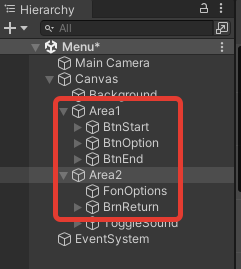 Hierarchy
All
Menu*
Main Camera
Canvas
Background
Area1
BtnStart
BtnOption
BtnEnd
Area2
FonOptions
BrnReturn
ToggleSound
EventSystem